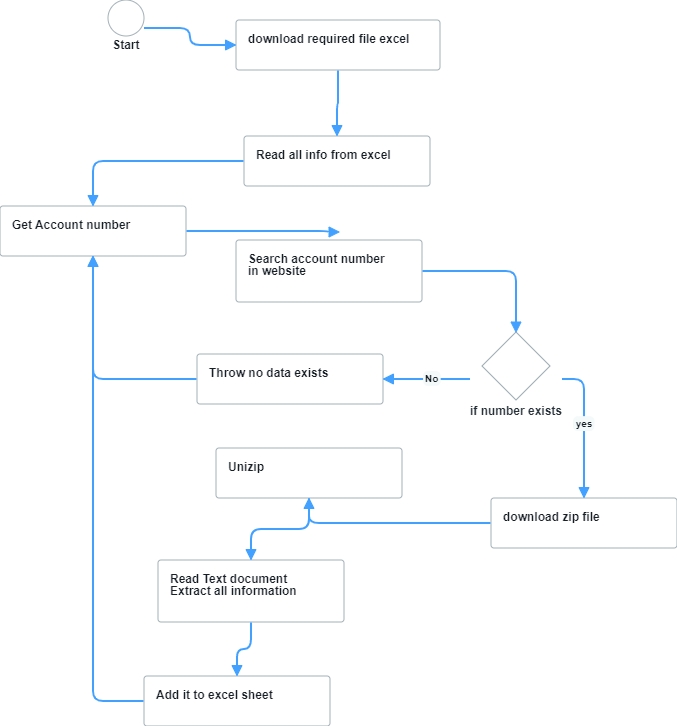 Start
download required file excel
Read all info from excel
Get Account number
Search account number
in website
Throw no data exists
No
if number exists
yes
Unizip
download zip file
Read Text document
Extract all information
Add it to excel sheet